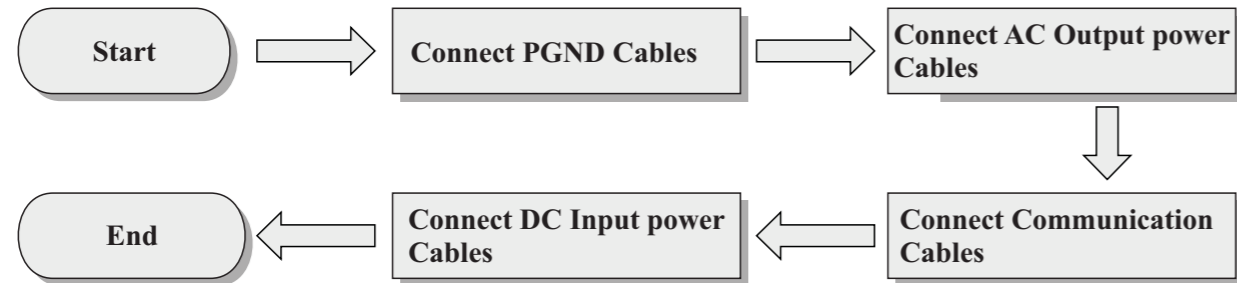 Start
Connect PGND Cables
Connect AC Output power
Cables
Connect Communication
Cables
Connect DC Input power
Cables
End